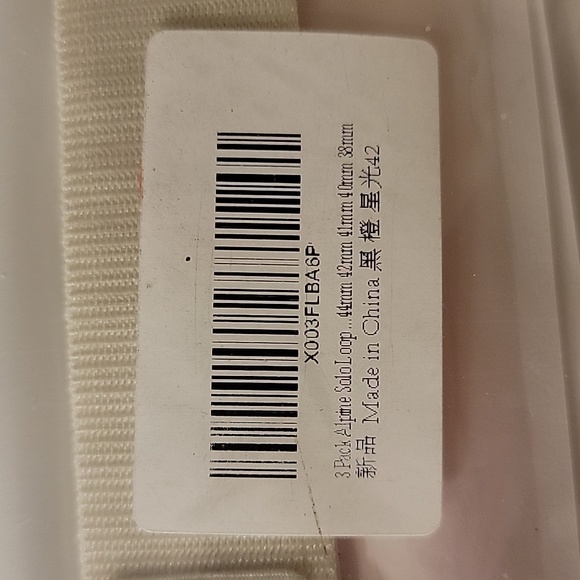 X003FLBA6P
3 Pack Alpine Solo Loop...44mm 42mm 41mm 40mm 38mm
新品 Made in China 黑 橙 星光42